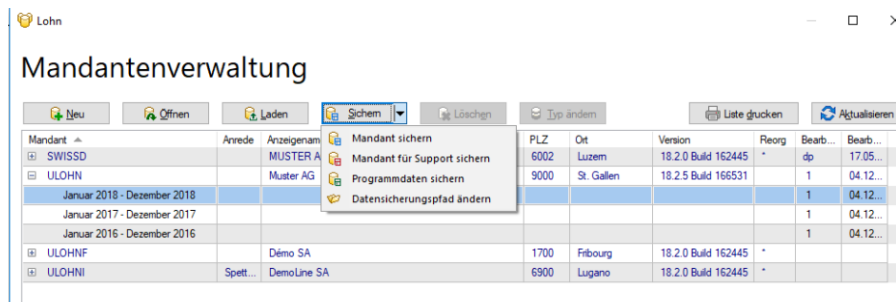 Lohn
Mandantenverwaltung
Neu Öffnen Laden Sichern Löschen Typ ändern Liste drucken Aktualisieren
Mandant Anrede Anzeigenam PLZ Ort Version Reorg Bearb... Bearb...
Mandant sichern
Mandant für Support sichern
Programmdaten sichern
Datensicherungspfad ändern
SWISSD MUSTER A 6002 Luzern 18.2.0 Build 162445 * dp 17.05...
ULOHN Muster AG 9000 St. Gallen 18.2.5 Build 166531 1 04.12...
Januar 2018 - Dezember 2018 1 04.12...
Januar 2017 - Dezember 2017 1 04.12...
Januar 2016 - Dezember 2016 1 04.12...
ULOHNF Démo SA 1700 Fribourg 18.2.0 Build 162445 *
ULOHNI Spett... DemoLine SA 6900 Lugano 18.2.0 Build 162445 *